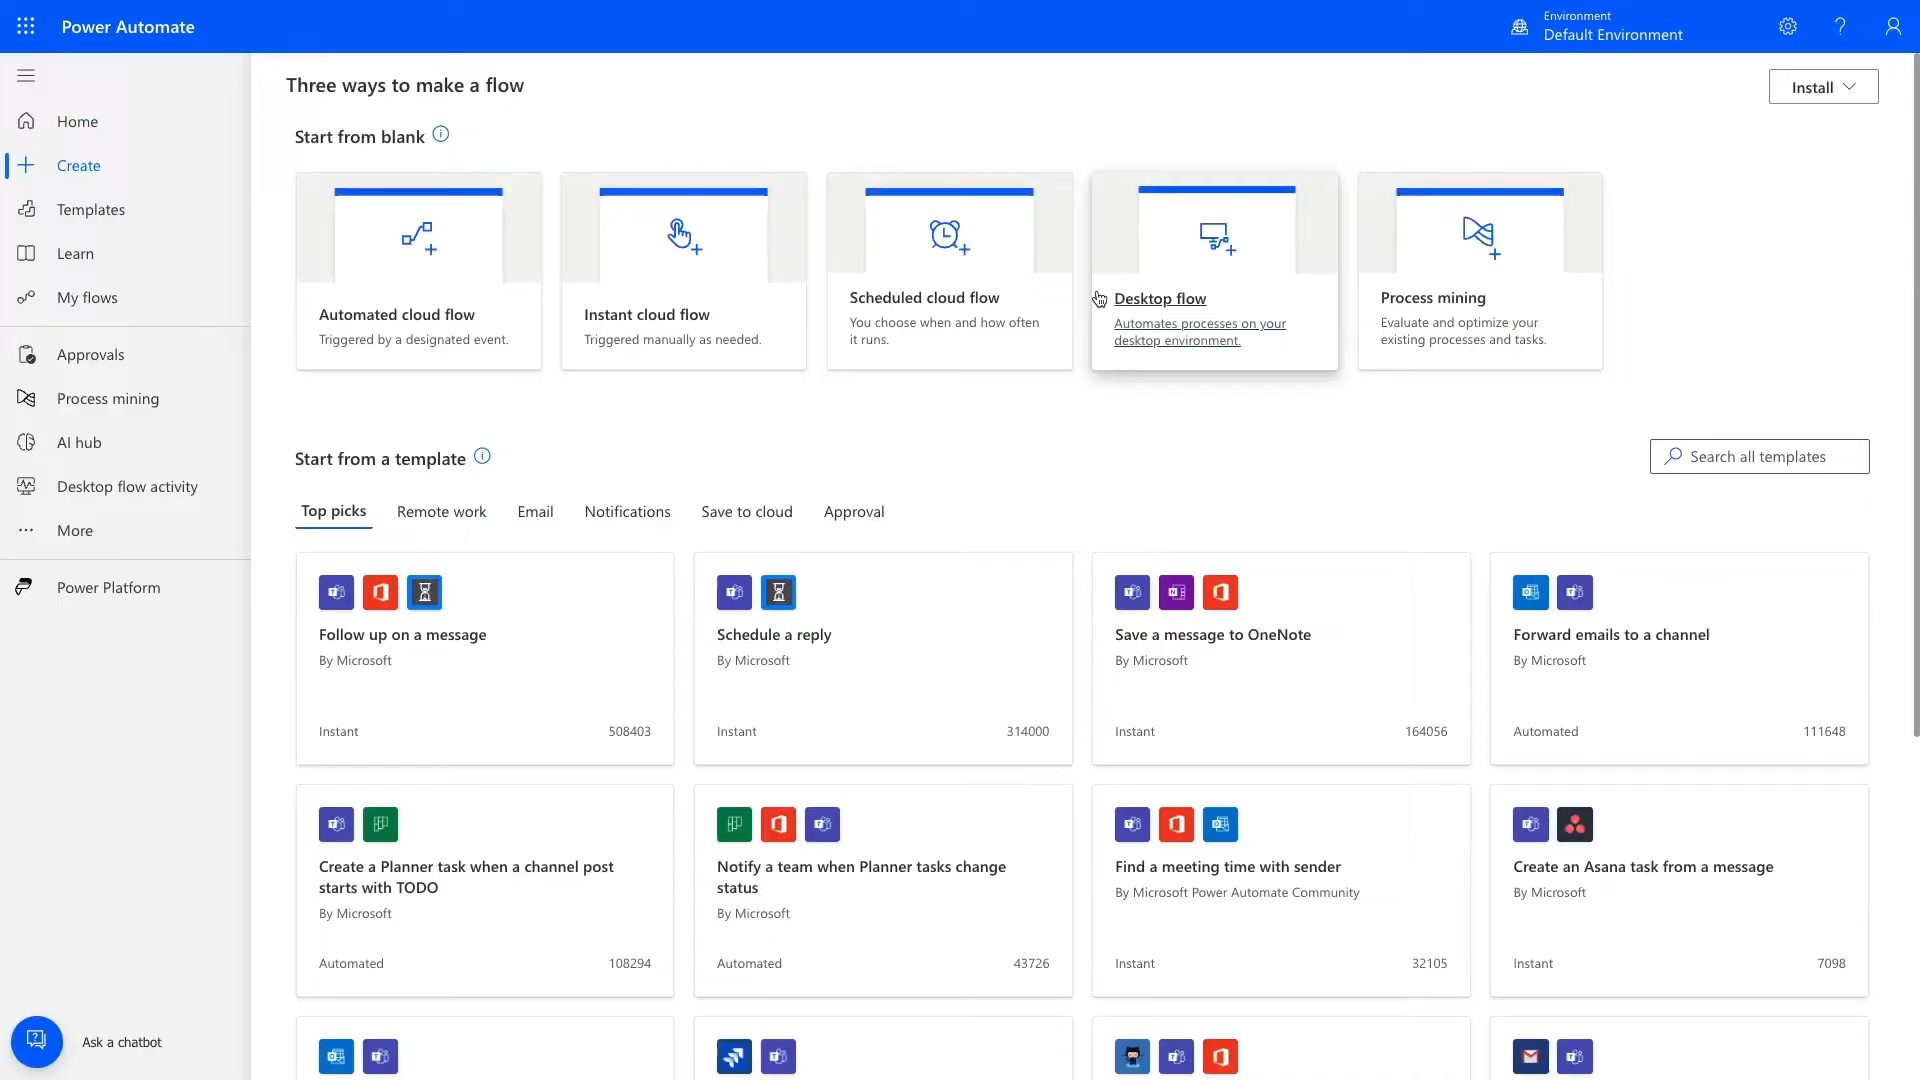 Power Automate
Environment
Default Environment
Home
Create
Templates
Learn
My flows
Approvals
Process mining
AI hub
Desktop flow activity
More
Power Platform
Ask a chatbot
Three ways to make a flow
Install
Start from blank
Automated cloud flow
Triggered by a designated event.
Instant cloud flow
Triggered manually as needed.
Scheduled cloud flow
You choose when and how often
it runs.
Desktop flow
Automates processes on your
desktop environment.
Process mining
Evaluate and optimize your
existing processes and tasks.
Start from a template
Search all templates
Top picks
Remote work
Email
Notifications
Save to cloud
Approval
Follow up on a message
By Microsoft
Instant
508403
Schedule a reply
By Microsoft
Instant
314000
Save a message to OneNote
By Microsoft
Instant
164056
Forward emails to a channel
By Microsoft
Automated
111648
Create a Planner task when a channel post
starts with TODO
By Microsoft
Automated
108294
Notify a team when Planner tasks change
status
By Microsoft
Automated
43726
Find a meeting time with sender
By Microsoft Power Automate Community
Instant
32105
Create an Asana task from a message
By Microsoft
Instant
7098